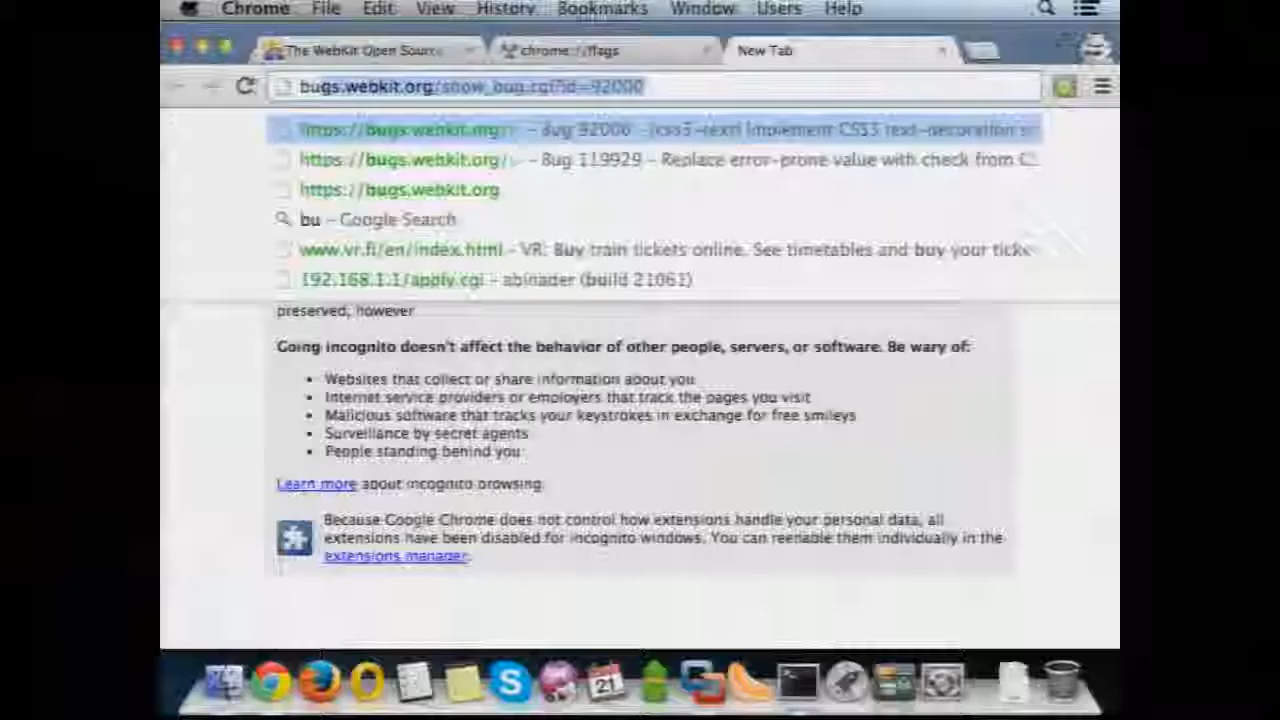 Chrome File Edit View History Bookmarks Window Users Help
The WebKit Open Source
chrome://flags
New Tab
bugs.webkit.org/show_bug.cgi?id=92000
https://bugs.webkit.org/ - Bug 92000 - [css3-text] Implement CSS3 text-decoration s
https://bugs.webkit.org/ - Bug 119929 - Replace error-prone value with check from C
https://bugs.webkit.org
bu - Google Search
www.vr.fi/en/index.html - VR: Buy train tickets online. See timetables and buy your ticke
192.168.1.1/apply.cgi - abinader (build 21061)
preserved, however
Going incognito doesn't affect the behavior of other people, servers, or software. Be wary of:
• Websites that collect or share information about you
• Internet service providers or employers that track the pages you visit
• Malicious software that tracks your keystrokes in exchange for free smileys
• Surveillance by secret agents
• People standing behind you
Learn more about incognito browsing.
Because Google Chrome does not control how extensions handle your personal data, all
extensions have been disabled for incognito windows. You can reenable them individually in the
extensions manager.
21